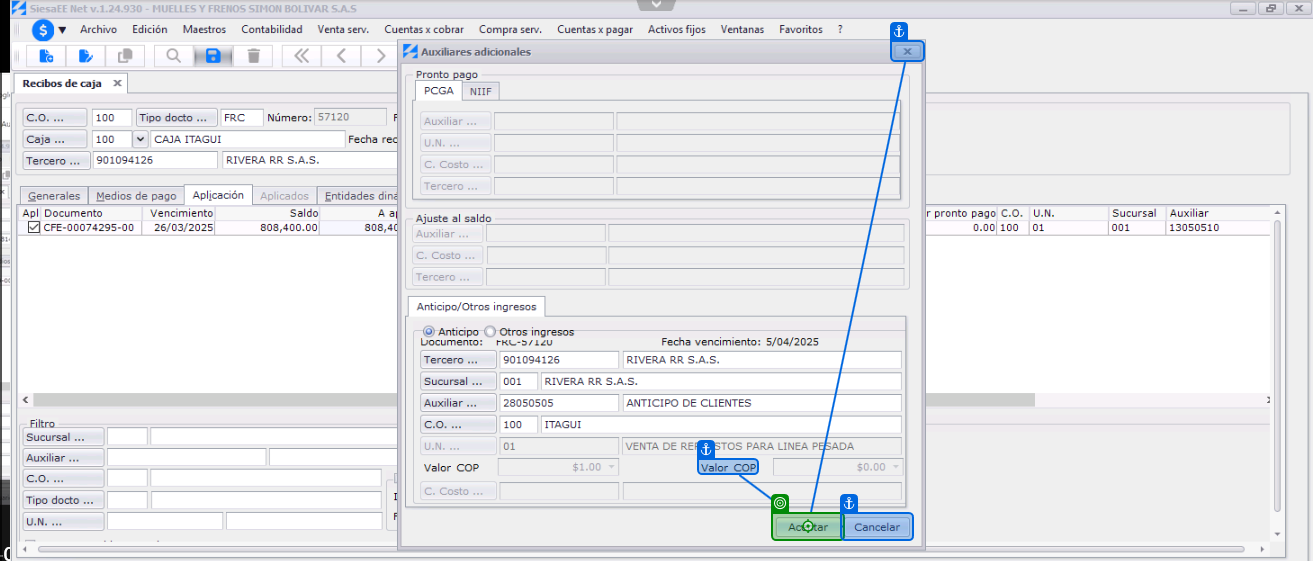 SiesaEE Net v.1.24.930 - MUELLES Y FRENOS SIMON BOLIVAR S.A.S
$ Archivo Edición Maestros Contabilidad Venta serv. Cuentas x cobrar Compra serv. Cuentas x pagar Activos fijos Ventanas Favoritos ?
Recibos de caja
C.O. ... 100 Tipo docto ... FRC Número: 57120
Caja ... 100 CAJA ITAGUI Fecha rec
Tercero ... 901094126 RIVERA RR S.A.S.
Generales Medios de pago Aplicación Aplicados Entidades diná
Apl Documento Vencimiento Saldo A ap
CFE-00074295-00 26/03/2025 808,400.00 808,40
r pronto pago C.O. U.N. Sucursal Auxiliar
0.00 100 01 001 13050510
Filtro
Sucursal ...
Auxiliar ...
C.O. ...
Tipo docto ...
U.N. ...
Auxiliares adicionales
Pronto pago
PCGA NIIF
Auxiliar ...
U.N. ...
C. Costo ...
Tercero ...
Ajuste al saldo
Auxiliar ...
C. Costo ...
Tercero ...
Anticipo/Otros ingresos
Anticipo Otros ingresos
Documento: FRC-57120 Fecha vencimiento: 5/04/2025
Tercero ... 901094126 RIVERA RR S.A.S.
Sucursal ... 001 RIVERA RR S.A.S.
Auxiliar ... 28050505 ANTICIPO DE CLIENTES
C.O. ... 100 ITAGUI
U.N. ... 01 VENTA DE REPUESTOS PARA LINEA PESADA
Valor COP $1.00 Valor COP $0.00
C. Costo ...
Aceptar Cancelar